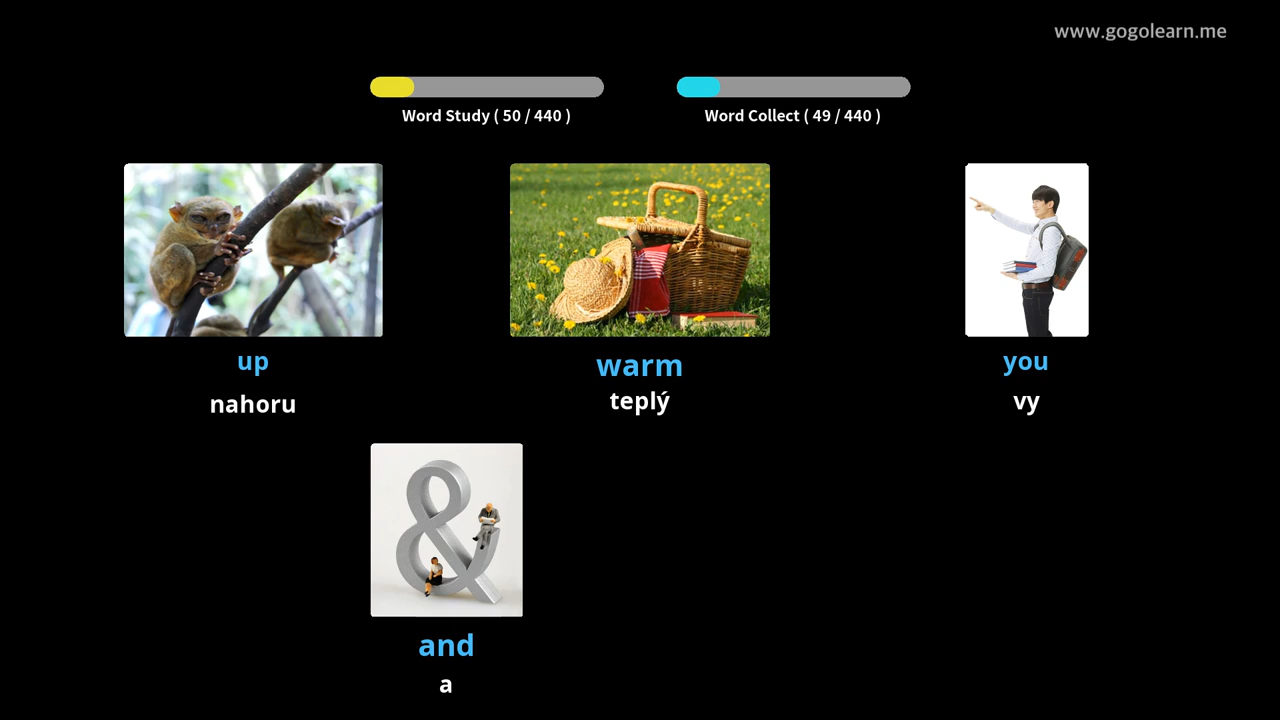 www.gogolearn.me
Word Study ( 50 / 440 )
Word Collect ( 49 / 440 )
up
warm
you
nahoru
teplý
vy
and
a